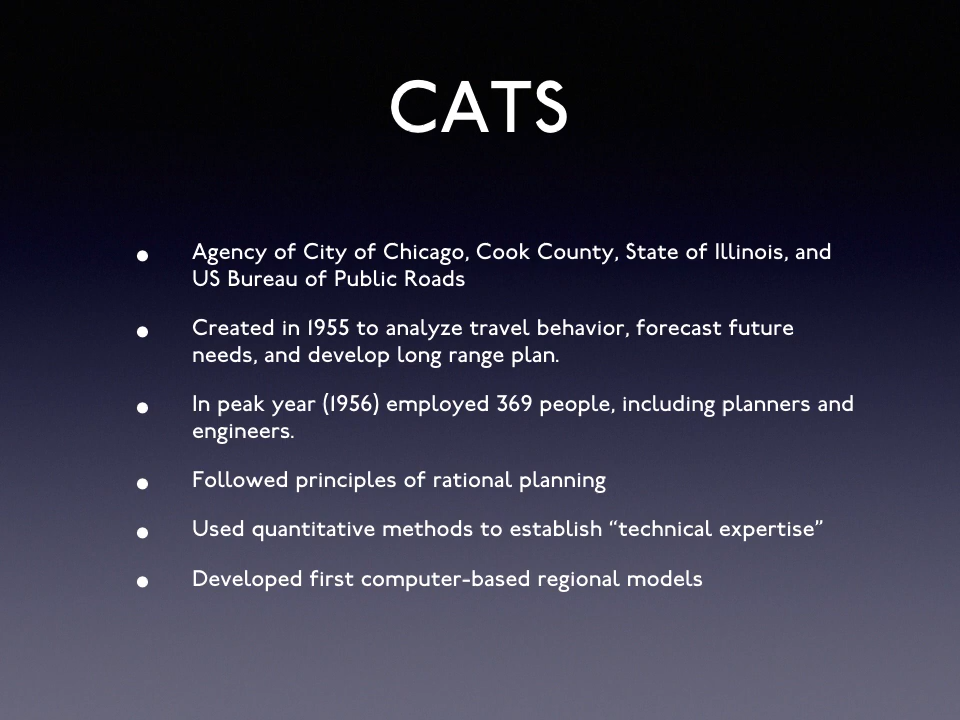 CATS
• Agency of City of Chicago, Cook County, State of Illinois, and
US Bureau of Public Roads
• Created in 1955 to analyze travel behavior, forecast future
needs, and develop long range plan.
• In peak year (1956) employed 369 people, including planners and
engineers.
• Followed principles of rational planning
• Used quantitative methods to establish “technical expertise”
• Developed first computer-based regional models